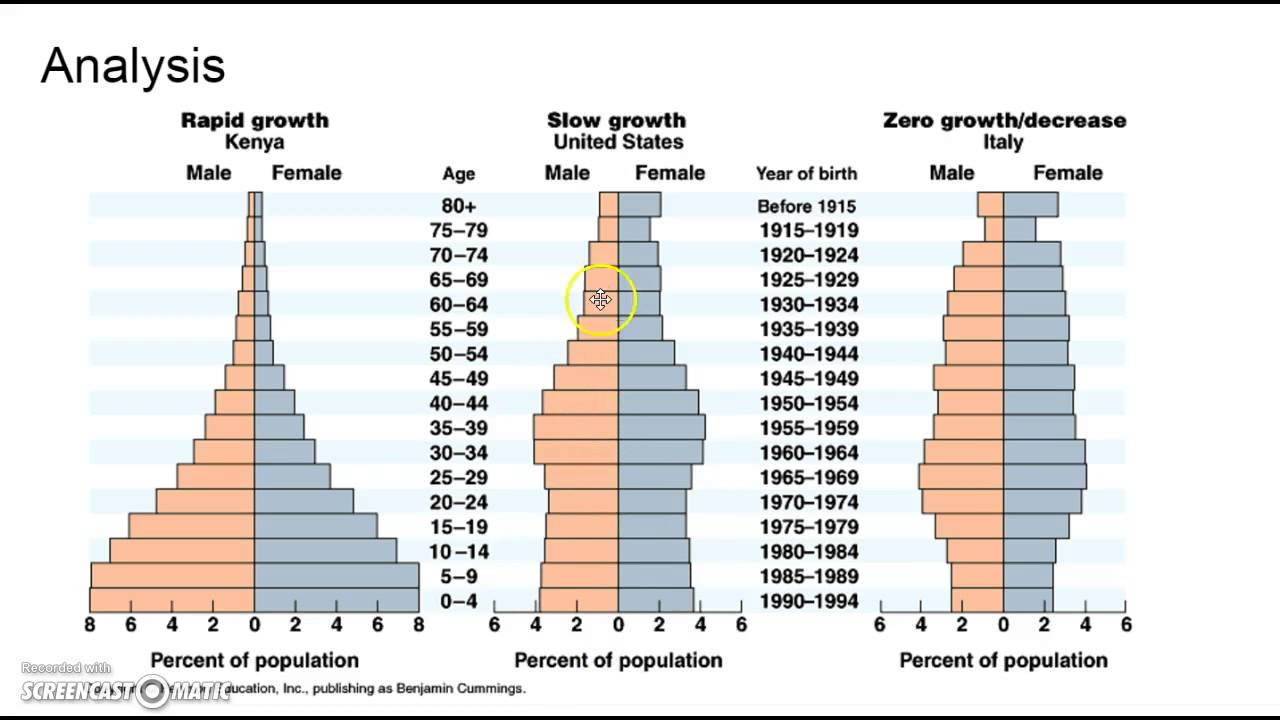 Analysis
Rapid growth
Kenya
Male Female
Age
Slow growth
United States
Male Female
Year of birth
Zero growth/decrease
Italy
Male Female
80+ Before 1915
75–79 1915–1919
70–74 1920–1924
65–69 1925–1929
60–64 1930–1934
55–59 1935–1939
50–54 1940–1944
45–49 1945–1949
40–44 1950–1954
35–39 1955–1959
30–34 1960–1964
25–29 1965–1969
20–24 1970–1974
15–19 1975–1979
10–14 1980–1984
5–9 1985–1989
0–4 1990–1994
8 6 4 2 0 2 4 6 8
6 4 2 0 2 4 6
6 4 2 0 2 4 6
Percent of population
Percent of population
Percent of population
Recorded with
SCREENCAST-O-MATIC
Education, Inc., publishing as Benjamin Cummings.